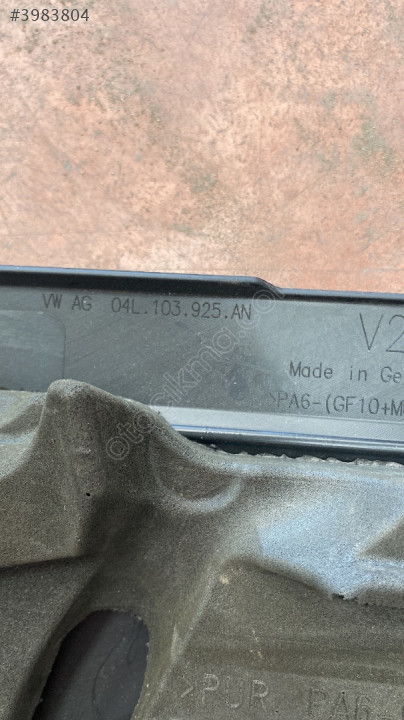 #3983804
VW AG 04L.103.925.AN
V2
Made in Ge
>PA6-(GF10+M
>PUR PA6-